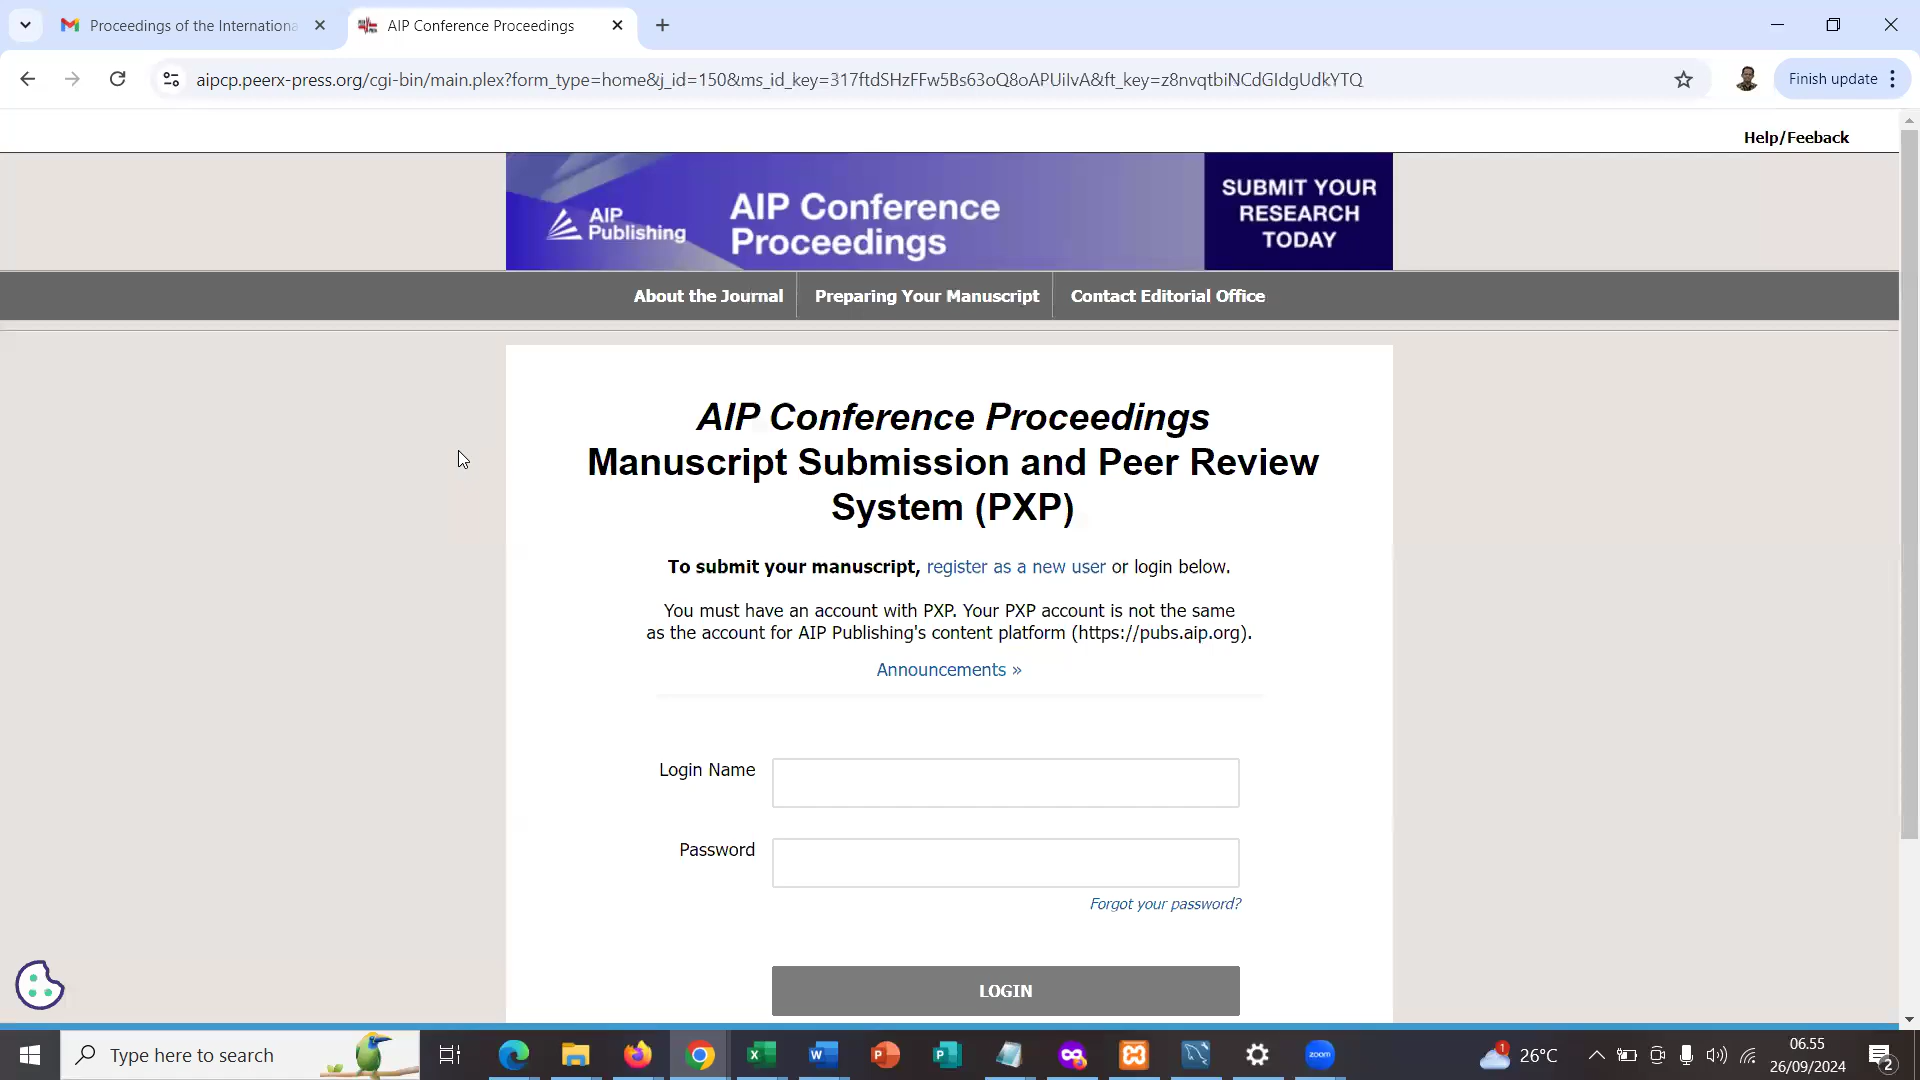 Proceedings of the Internationa
AIP Conference Proceedings
aipcp.peerx-press.org/cgi-bin/main.plex?form_type=home&j_id=150&ms_id_key=317ftdSHzFFw5Bs63oQ8oAPUiIvA&ft_key=z8nvqtbiNCdGIdgUdkYTQ
Finish update
Help/Feeback
AIP
Publishing
AIP Conference
Proceedings
SUBMIT YOUR
RESEARCH
TODAY
About the Journal
Preparing Your Manuscript
Contact Editorial Office
AIP Conference Proceedings
Manuscript Submission and Peer Review
System (PXP)
To submit your manuscript, register as a new user or login below.
You must have an account with PXP. Your PXP account is not the same
as the account for AIP Publishing's content platform (https://pubs.aip.org).
Announcements »
Login Name
Password
Forgot your password?
LOGIN
Type here to search
zoom
1
26°C
06.55
26/09/2024
2